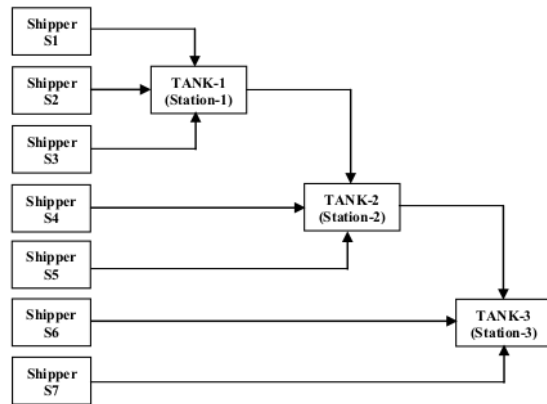 Shipper
S1
Shipper
S2
TANK-1
(Station-1)
Shipper
S3
Shipper
S4
TANK-2
(Station-2)
Shipper
S5
Shipper
S6
TANK-3
(Station-3)
Shipper
S7